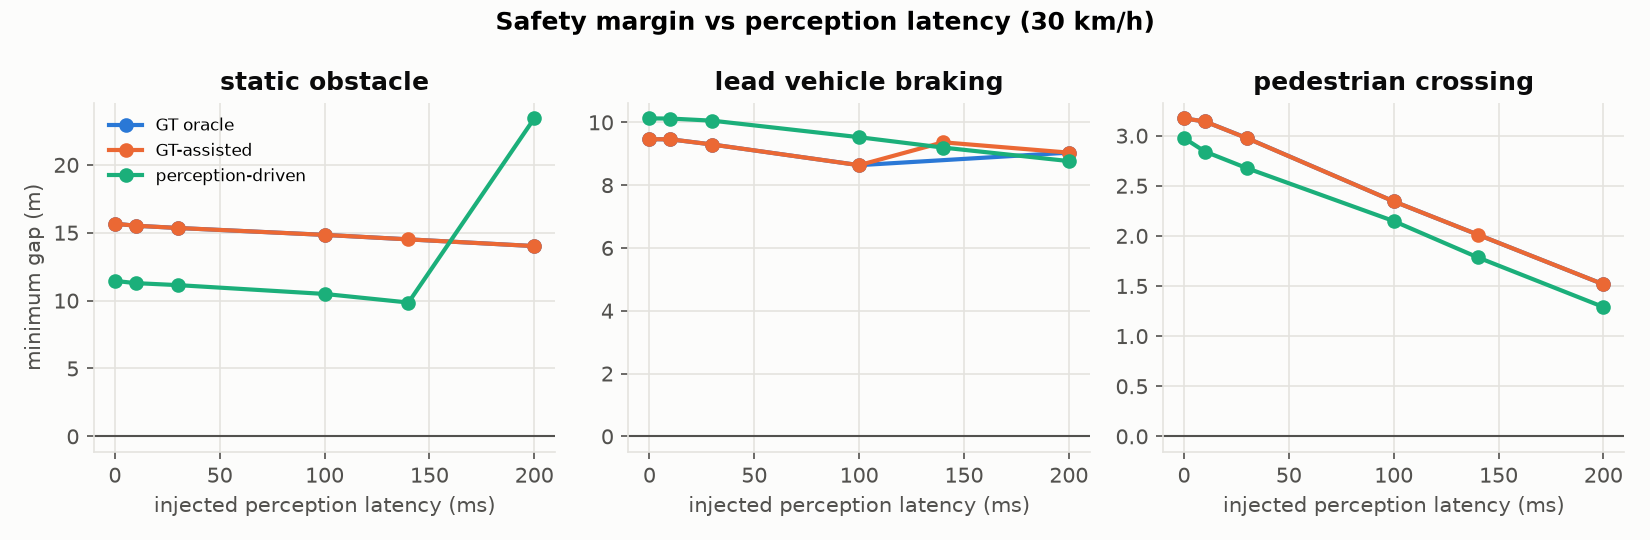 Safety margin vs perception latency (30 km/h)
static obstacle
GT oracle
GT-assisted
perception-driven
minimum gap (m)
20
15
10
5
0
0 50 100 150 200
injected perception latency (ms)
lead vehicle braking
10
8
6
4
2
0
0 50 100 150 200
injected perception latency (ms)
pedestrian crossing
3.0
2.5
2.0
1.5
1.0
0.5
0.0
0 50 100 150 200
injected perception latency (ms)